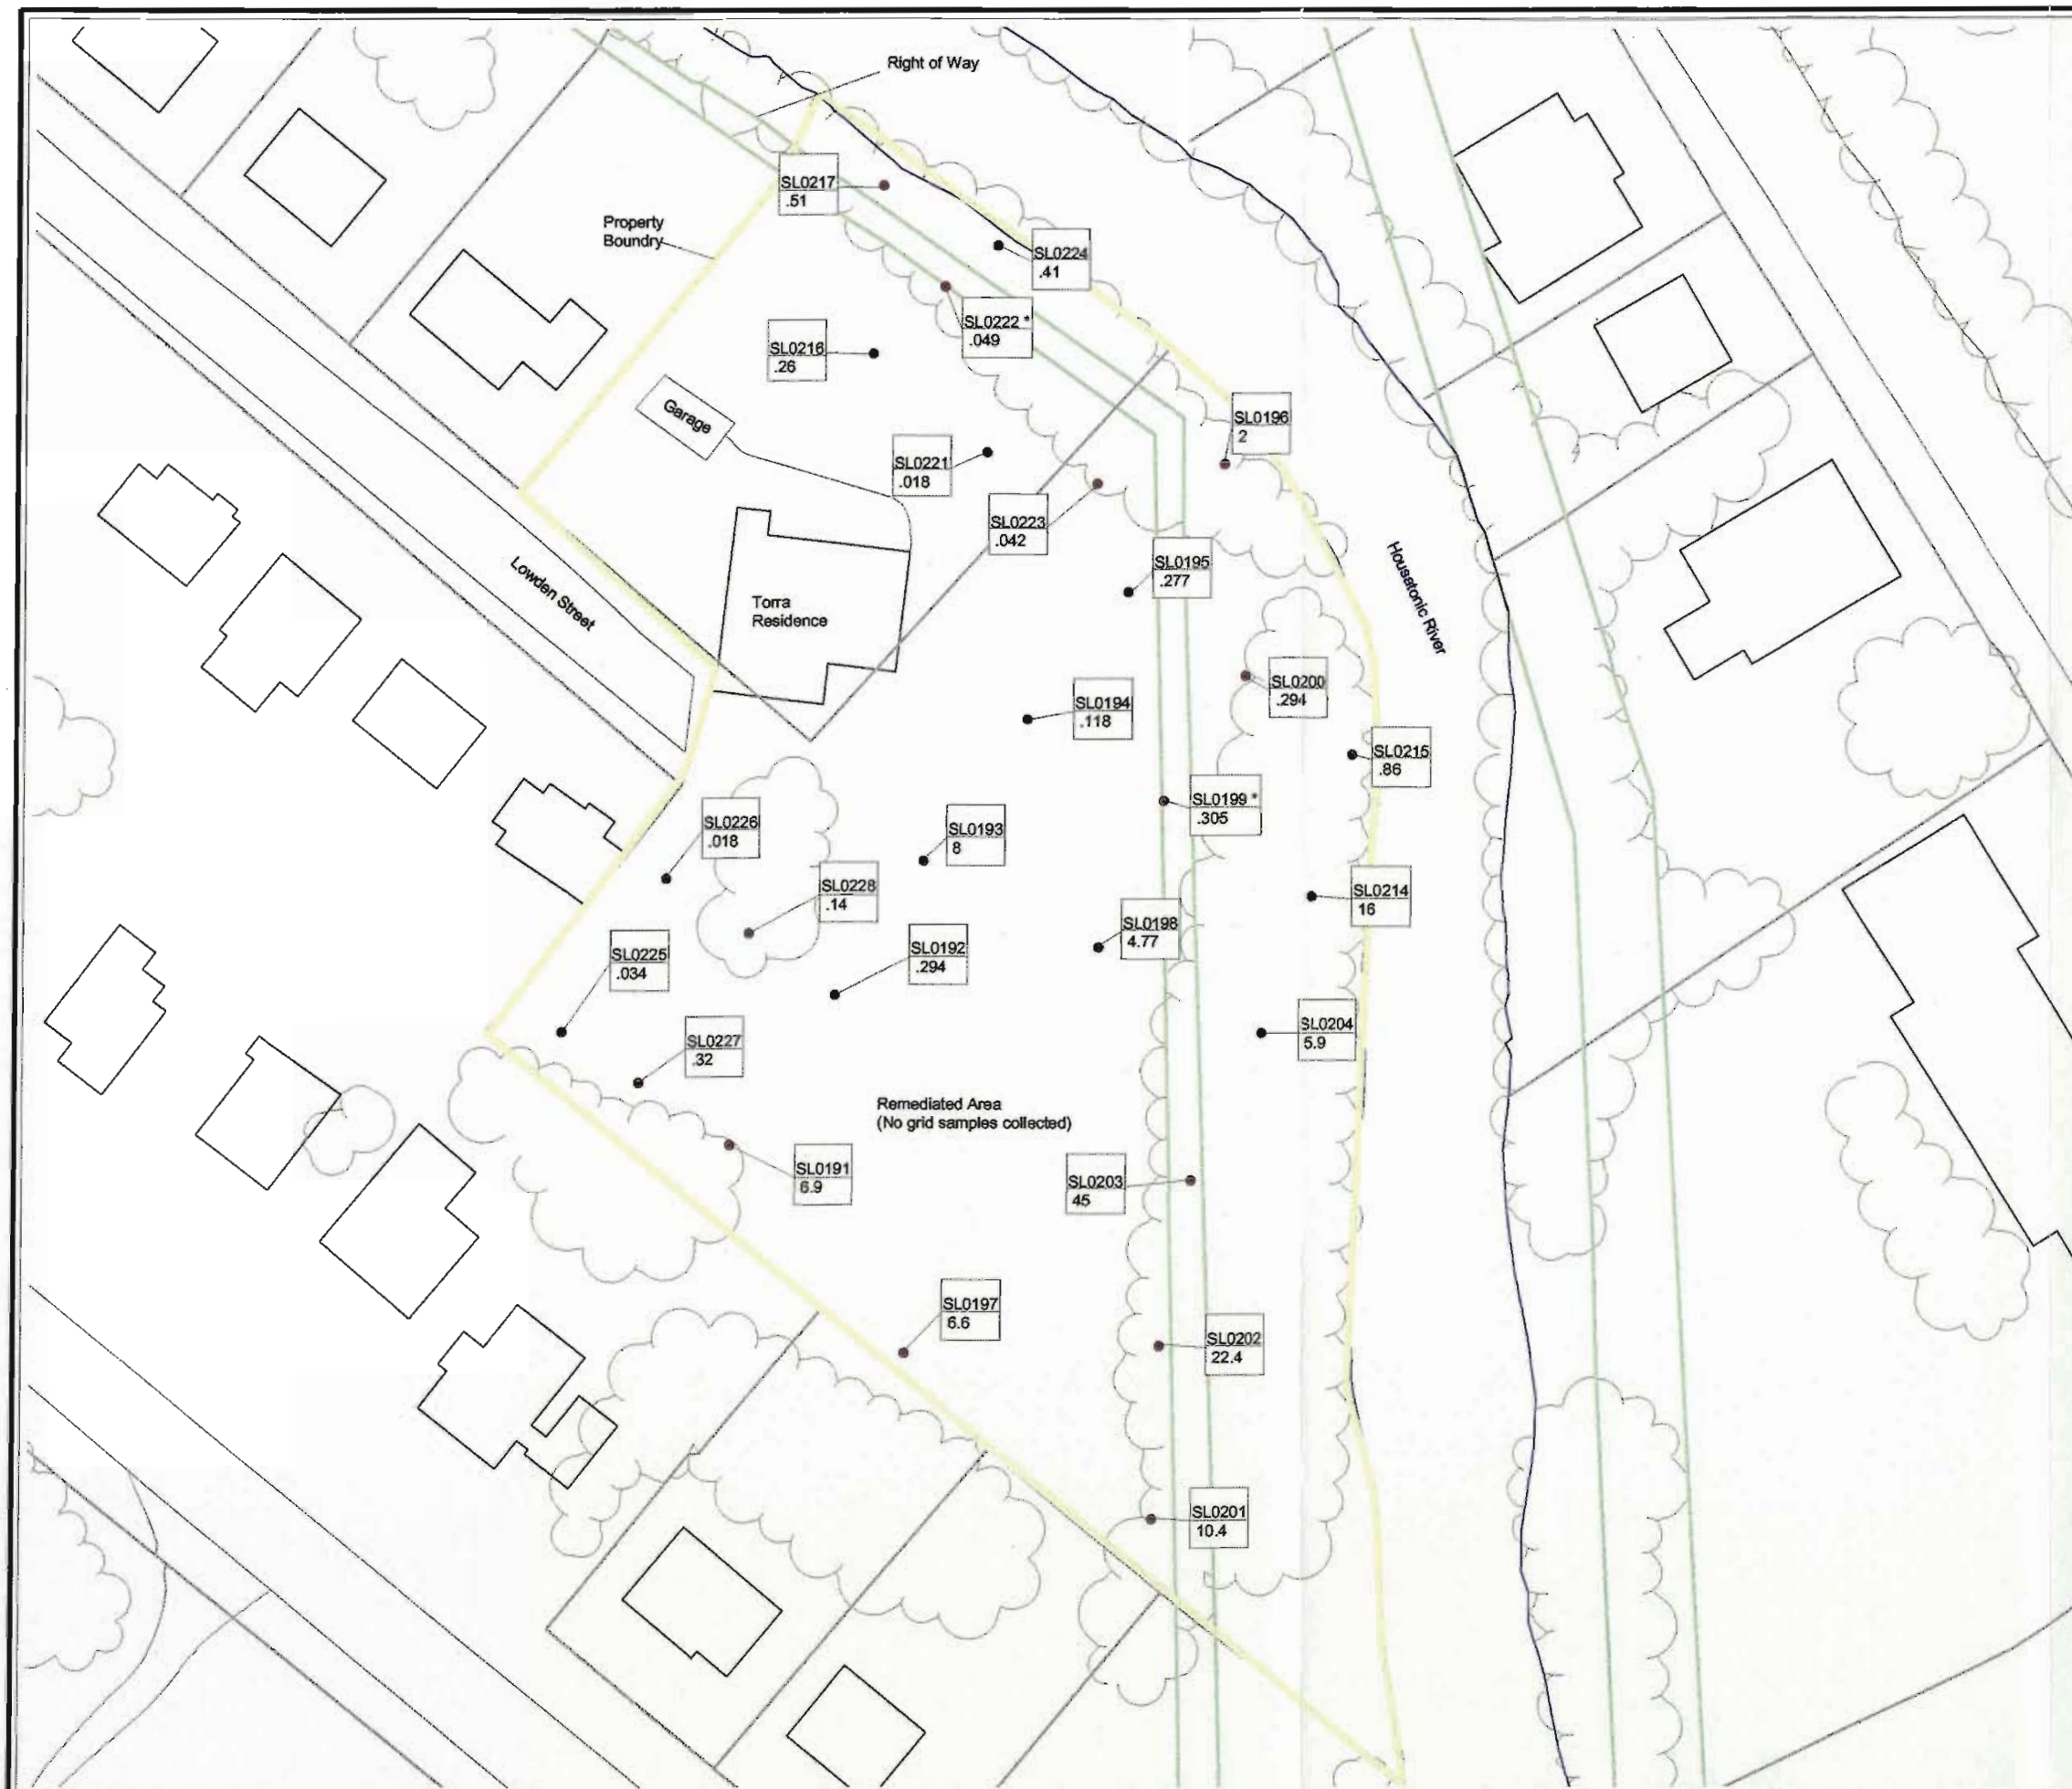 Right of Way
SL0217
.51
Property
Boundry
SL0224
.41
SL0222 *
.049
SL0216
.26
Garage
SL0196
2
SL0221
.018
SL0223
.042
SL0195
.277
Lowden Street
Housatonic River
Torra
Residence
SL0200
.294
SL0194
.118
SL0215
.86
SL0199 *
.305
SL0226
.018
SL0193
8
SL0228
.14
SL0214
16
SL0198
4.77
SL0225
.034
SL0192
.294
SL0204
5.9
SL0227
.32
Remediated Area
(No grid samples collected)
SL0191
6.9
SL0203
45
SL0197
6.6
SL0202
22.4
SL0201
10.4